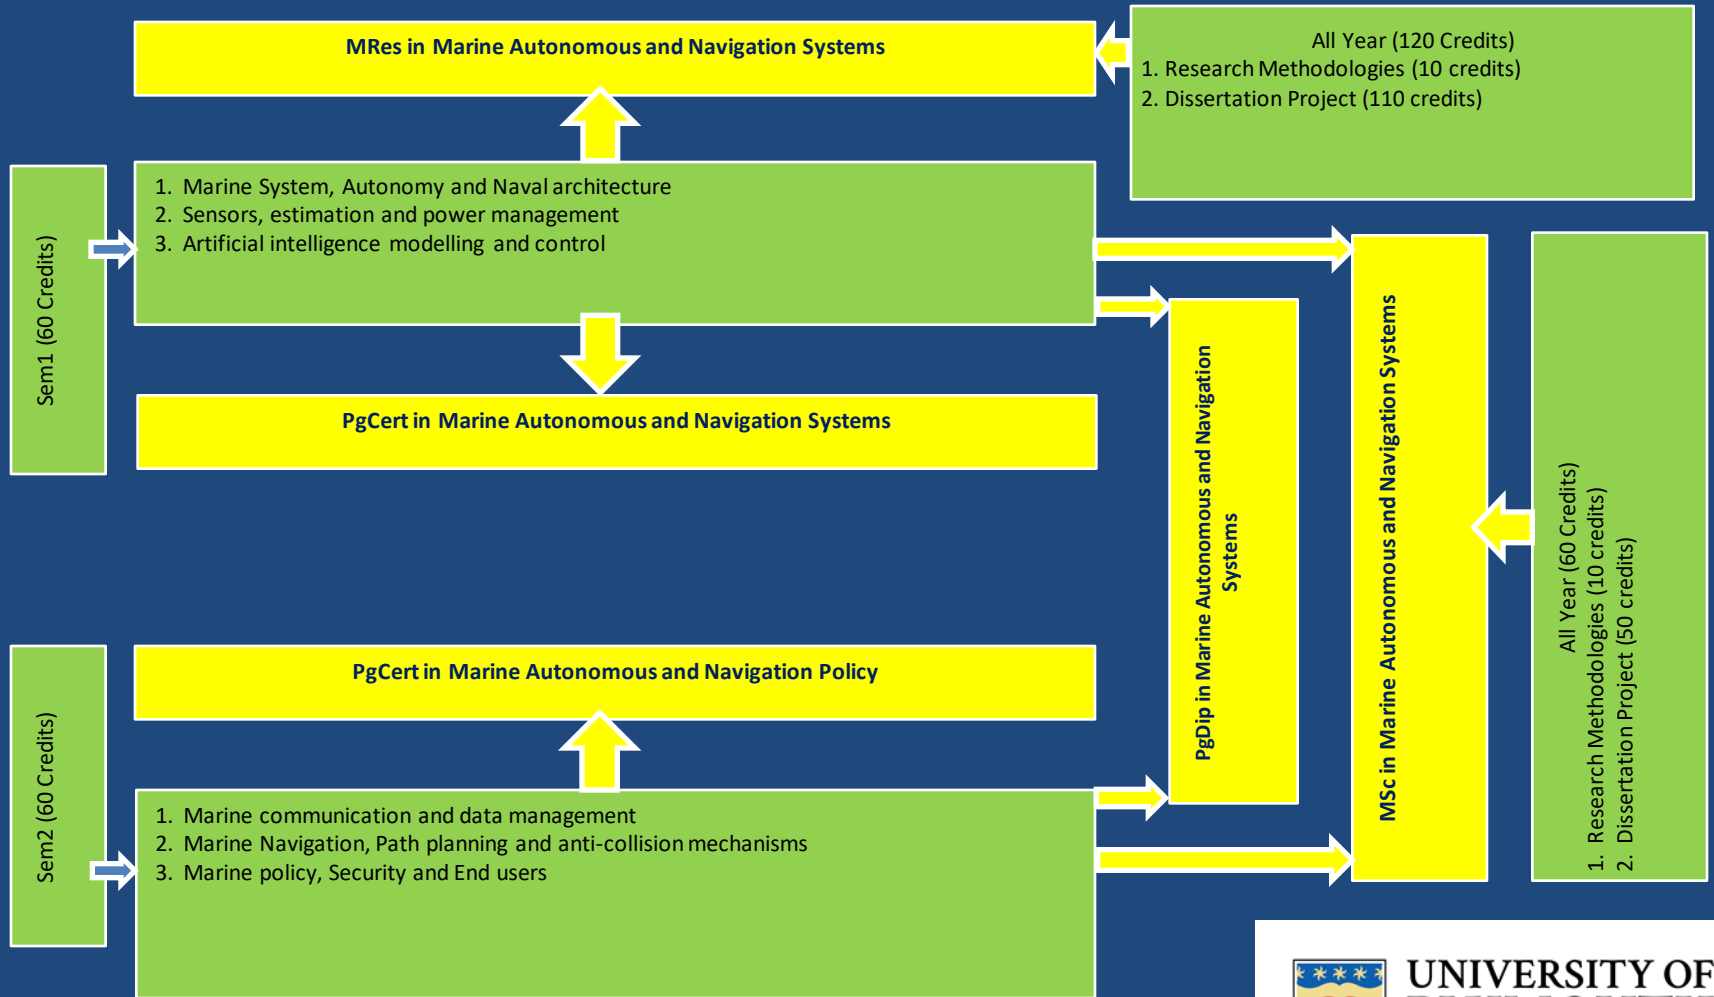 MRes in Marine Autonomous and Navigation Systems
All Year (120 Credits)
1. Research Methodologies (10 credits)
2. Dissertation Project (110 credits)
Sem1 (60 Credits)
1. Marine System, Autonomy and Naval architecture
2. Sensors, estimation and power management
3. Artificial intelligence modelling and control
PgCert in Marine Autonomous and Navigation Systems
PgDip in Marine Autonomous and Navigation
Systems
MSc in Marine Autonomous and Navigation Systems
All Year (60 Credits)
1. Research Methodologies (10 credits)
2. Dissertation Project (50 credits)
PgCert in Marine Autonomous and Navigation Policy
Sem2 (60 Credits)
1. Marine communication and data management
2. Marine Navigation, Path planning and anti-collision mechanisms
3. Marine policy, Security and End users
UNIVERSITY OF